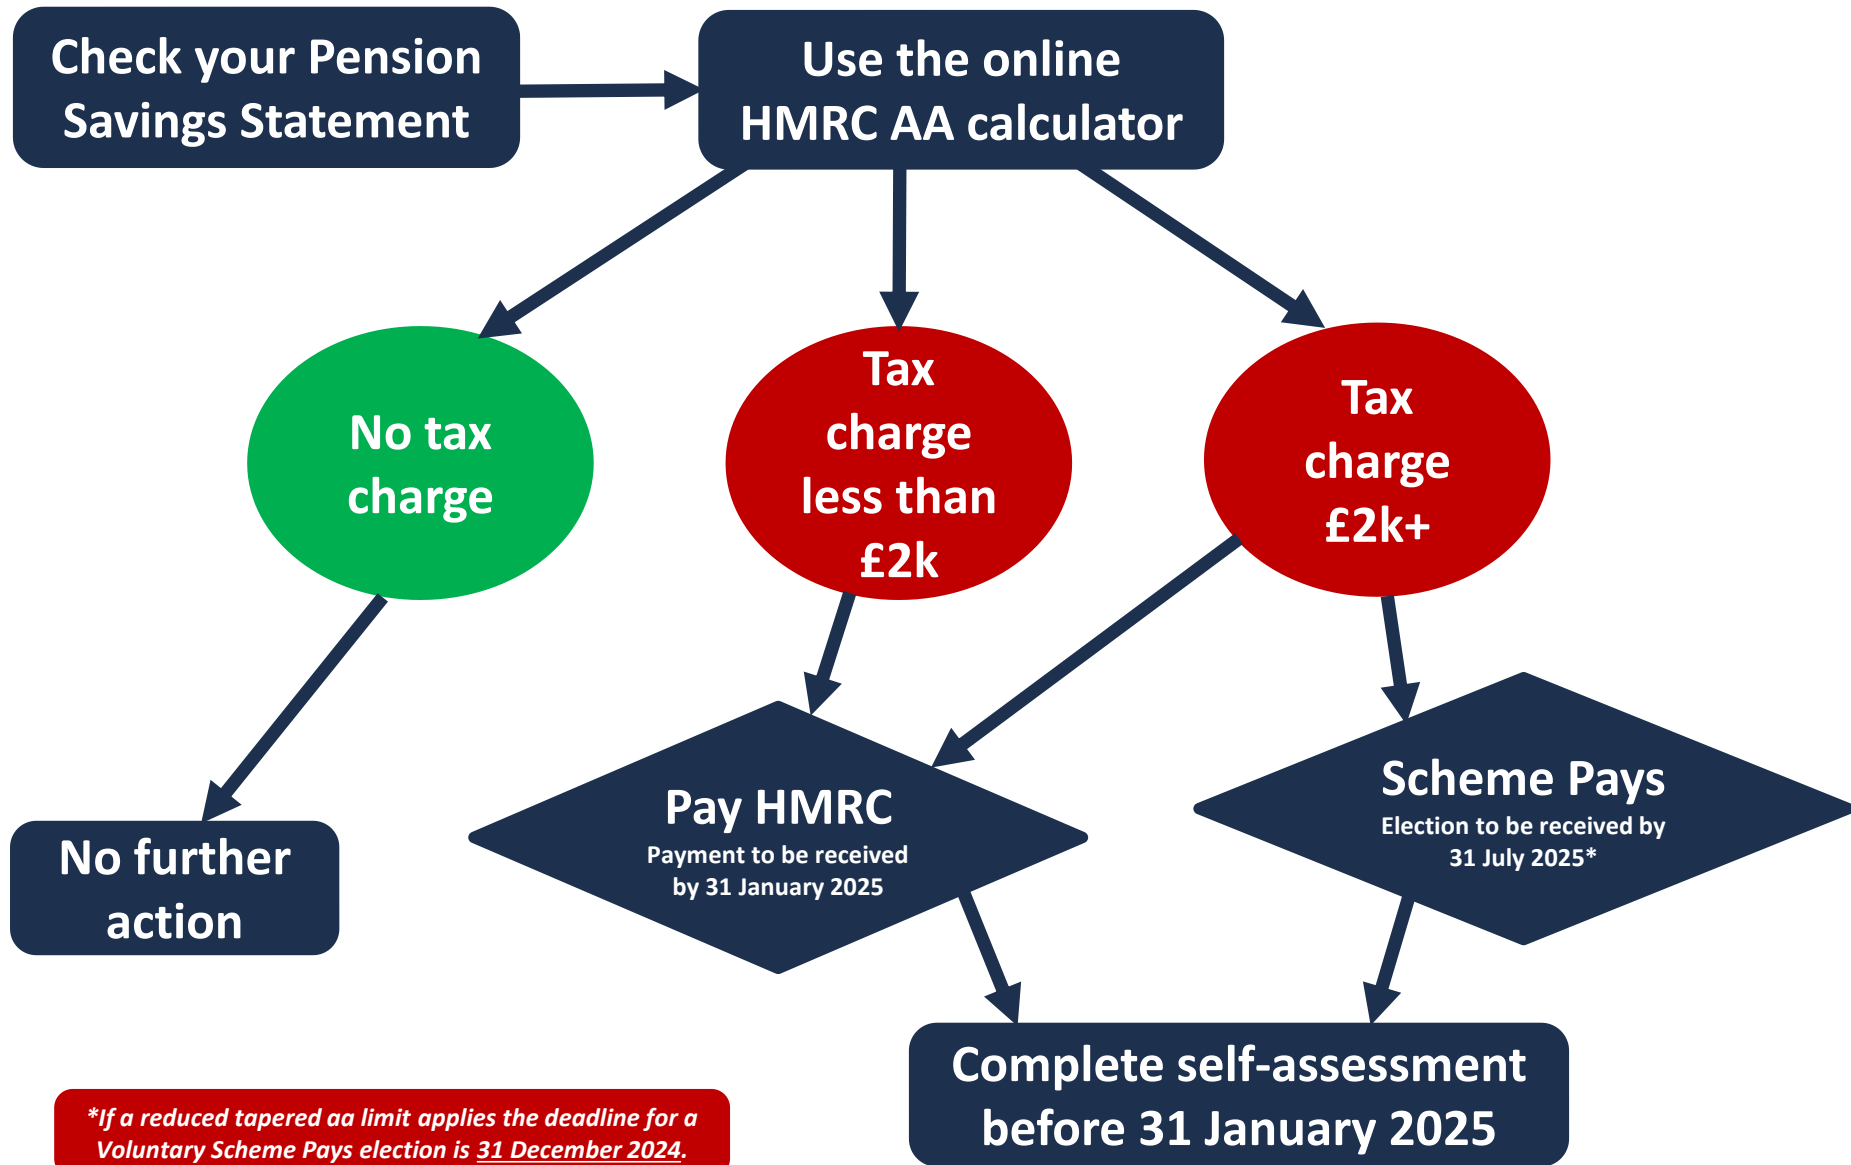 Check your Pension
Savings Statement
Use the online
HMRC AA calculator
No tax
charge
Tax
charge
less than
£2k
Tax
charge
£2k+
Pay HMRC
Payment to be received
by 31 January 2025
Scheme Pays
Election to be received by
31 July 2025*
No further
action
Complete self-assessment
before 31 January 2025
*If a reduced tapered aa limit applies the deadline for a
Voluntary Scheme Pays election is 31 December 2024.